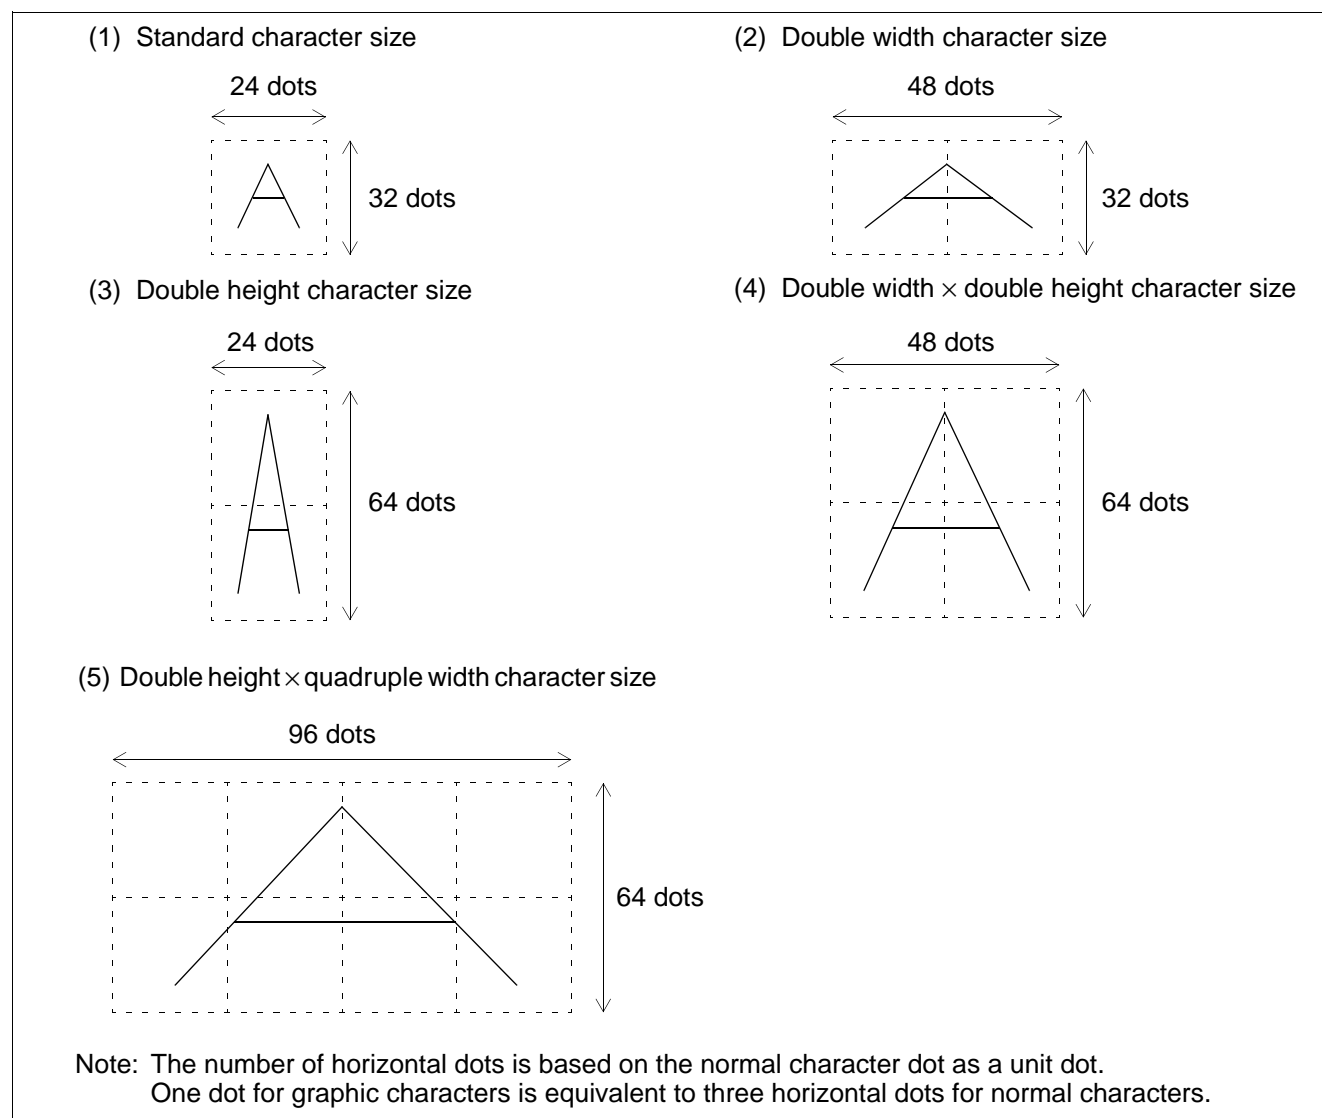 (1) Standard character size
24 dots
32 dots
(2) Double width character size
48 dots
32 dots
(3) Double height character size
24 dots
64 dots
(4) Double width × double height character size
48 dots
64 dots
(5) Double height × quadruple width character size
96 dots
64 dots
Note: The number of horizontal dots is based on the normal character dot as a unit dot.
One dot for graphic characters is equivalent to three horizontal dots for normal characters.